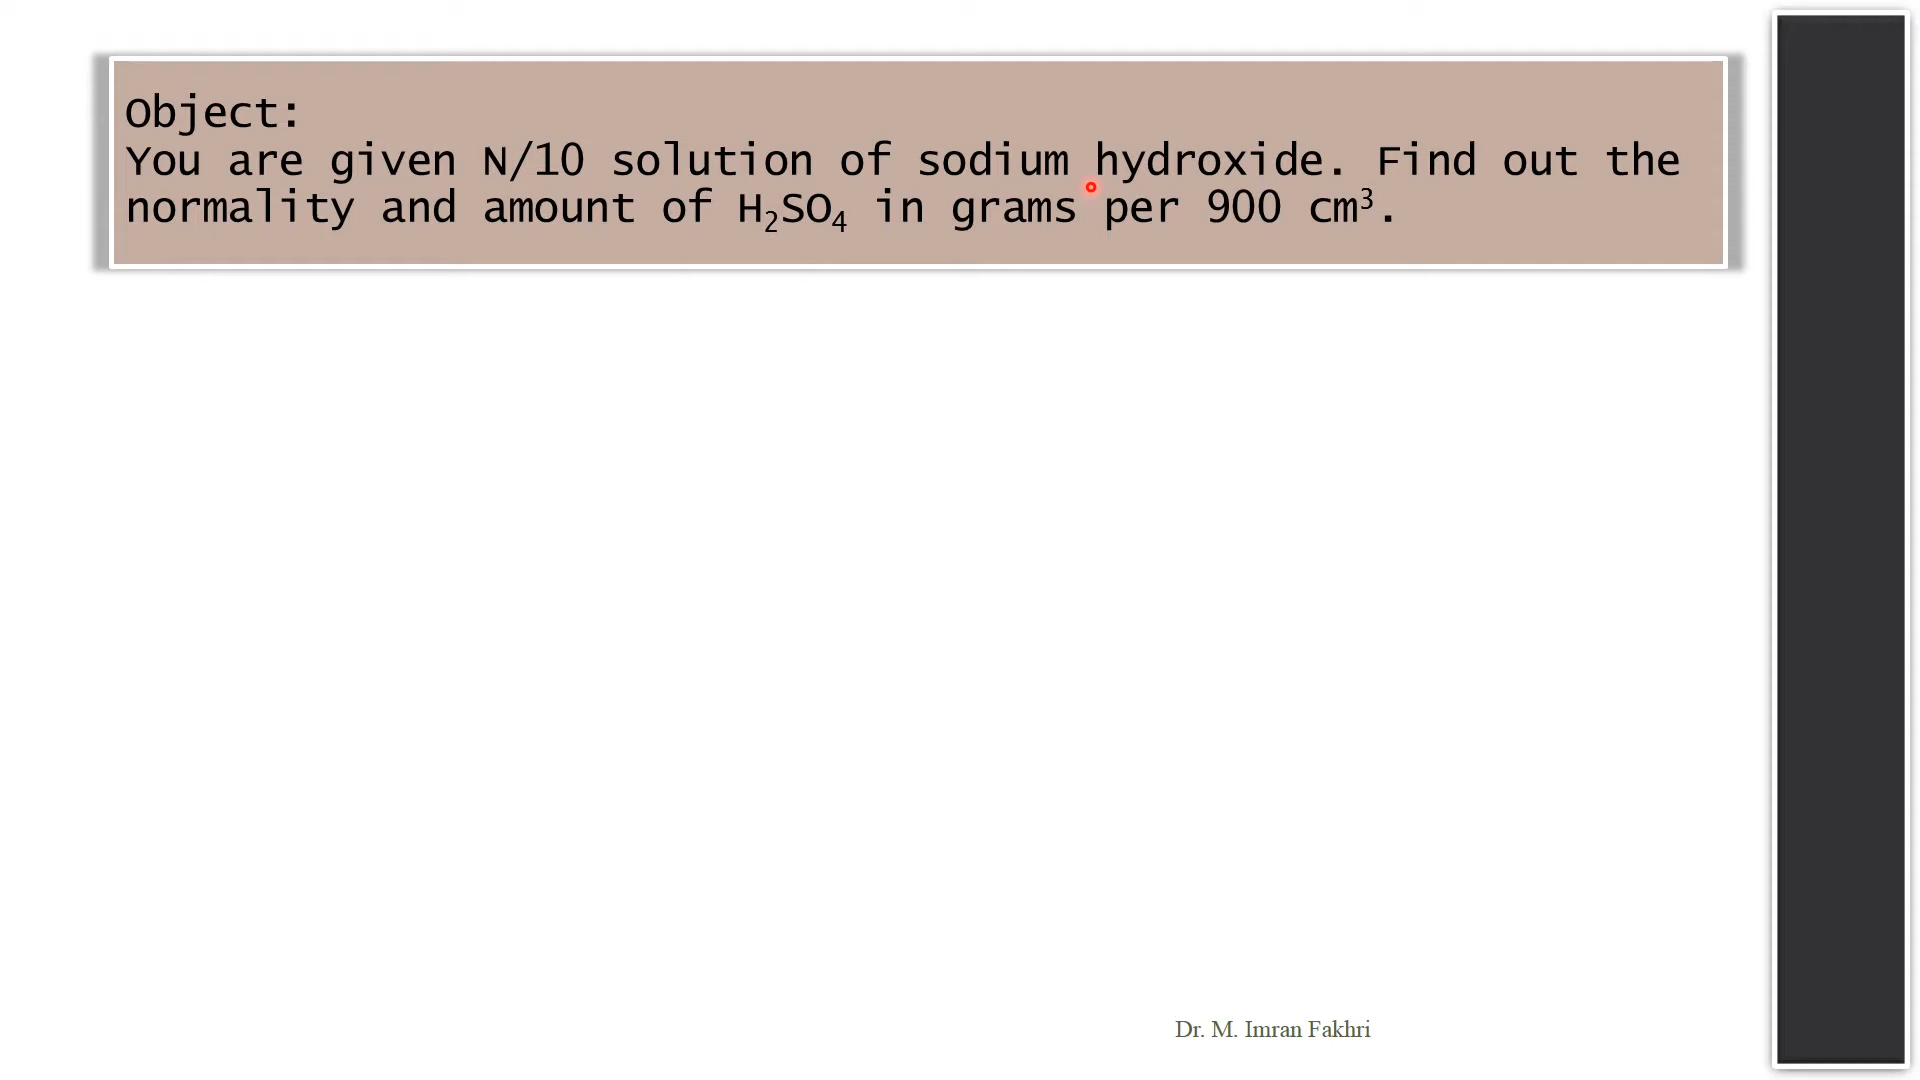 Object:
You are given N/10 solution of sodium hydroxide. Find out the
normality and amount of H₂SO₄ in grams per 900 cm³.
Dr. M. Imran Fakhri